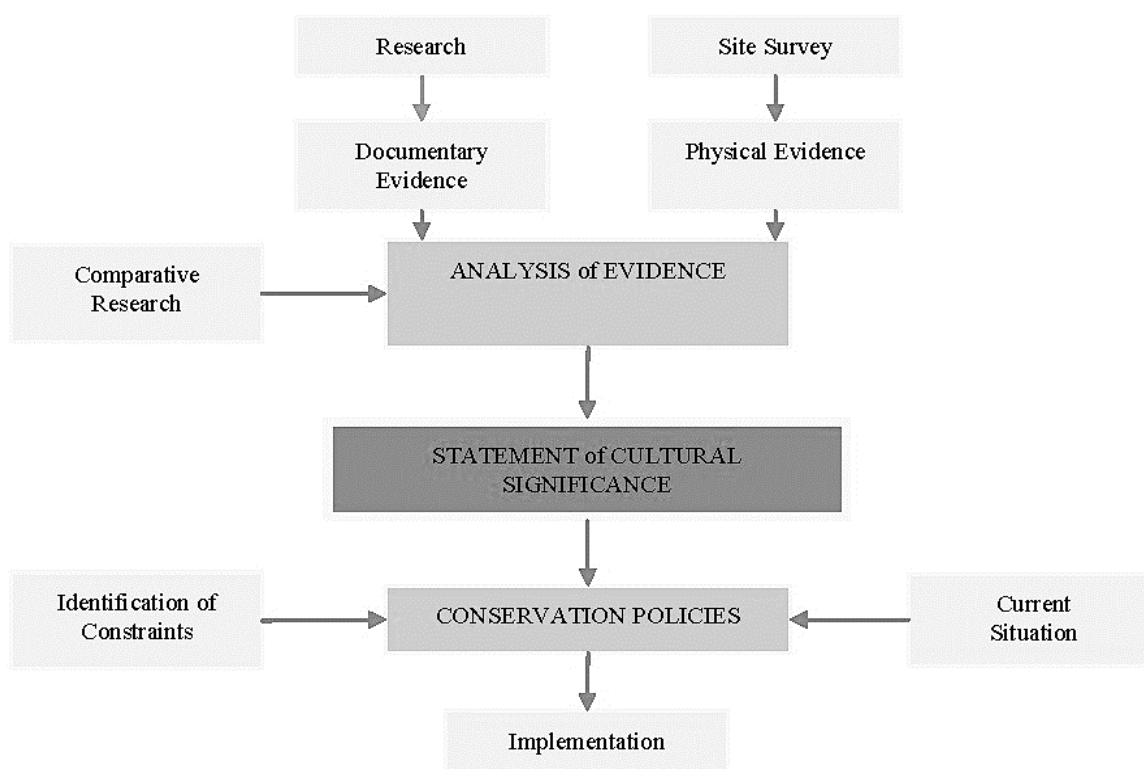 Research
Site Survey
Documentary
Evidence
Physical Evidence
Comparative
Research
ANALYSIS of EVIDENCE
STATEMENT of CULTURAL
SIGNIFICANCE
Identification of
Constraints
CONSERVATION POLICIES
Current
Situation
Implementation